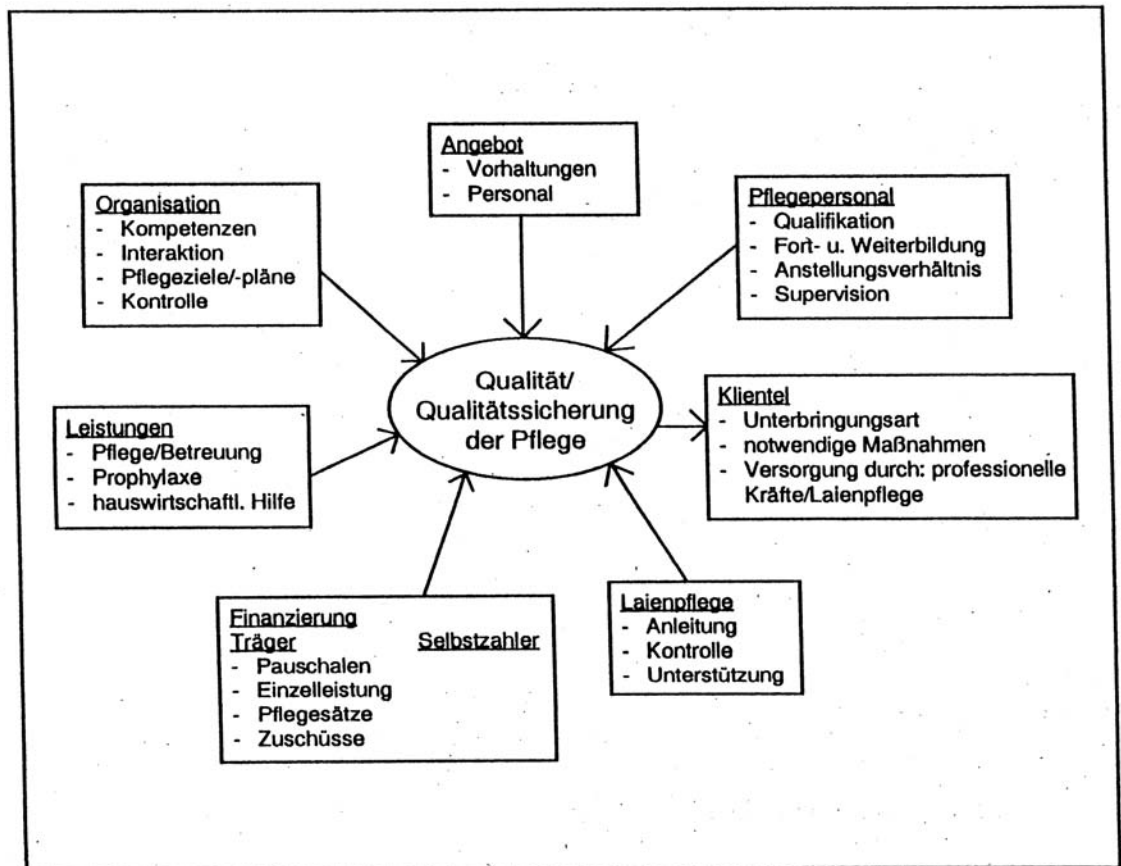 Angebot
- Vorhaltungen
- Personal
Organisation
- Kompetenzen
- Interaktion
- Pflegeziele/-pläne
- Kontrolle
Pflegepersonal
- Qualifikation
- Fort- u. Weiterbildung
- Anstellungsverhältnis
- Supervision
Qualität/
Qualitätssicherung
der Pflege
Leistungen
- Pflege/Betreuung
- Prophylaxe
- hauswirtschaftl. Hilfe
Klientel
- Unterbringungsart
- notwendige Maßnahmen
- Versorgung durch: professionelle
Kräfte/Laienpflege
Finanzierung
Träger Selbstzahler
- Pauschalen
- Einzelleistung
- Pflegesätze
- Zuschüsse
Laienpflege
- Anleitung
- Kontrolle
- Unterstützung